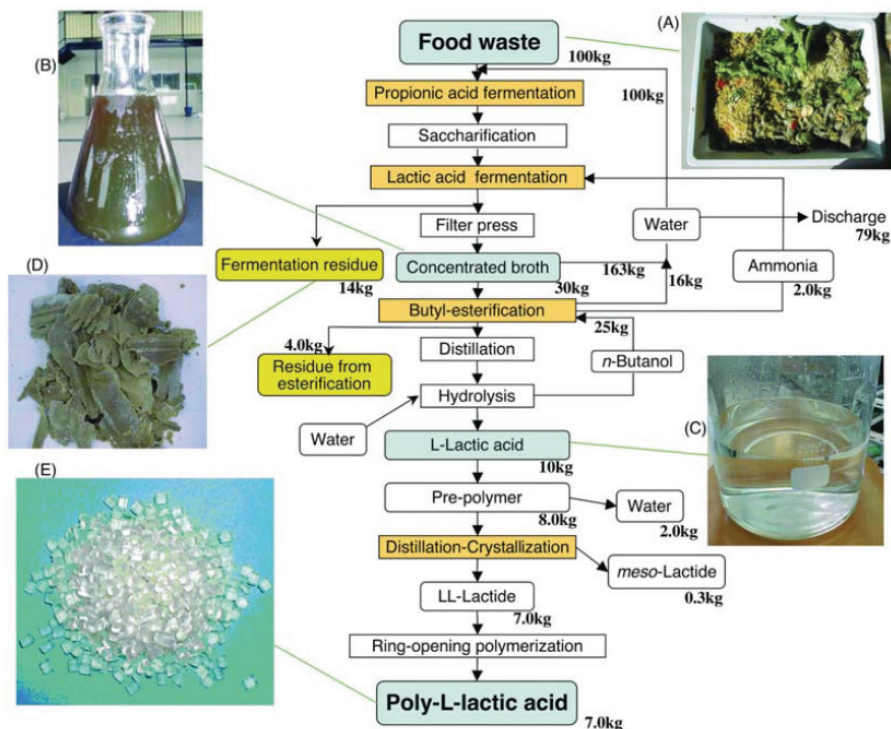 (B)
Food waste
(A)
100kg
100kg
Propionic acid fermentation
Saccharification
Lactic acid fermentation
Filter press
Water
Discharge
79kg
Fermentation residue
14kg
Concentrated broth
30kg
163kg
16kg
Ammonia
2.0kg
(D)
Butyl-esterification
25kg
4.0kg
Residue from
esterification
Distillation
n-Butanol
Hydrolysis
Water
(C)
L-Lactic acid
10kg
(E)
Pre-polymer
8.0kg
Water
2.0kg
Distillation-Crystallization
meso-Lactide
0.3kg
LL-Lactide
7.0kg
Ring-opening polymerization
Poly-L-lactic acid
7.0kg